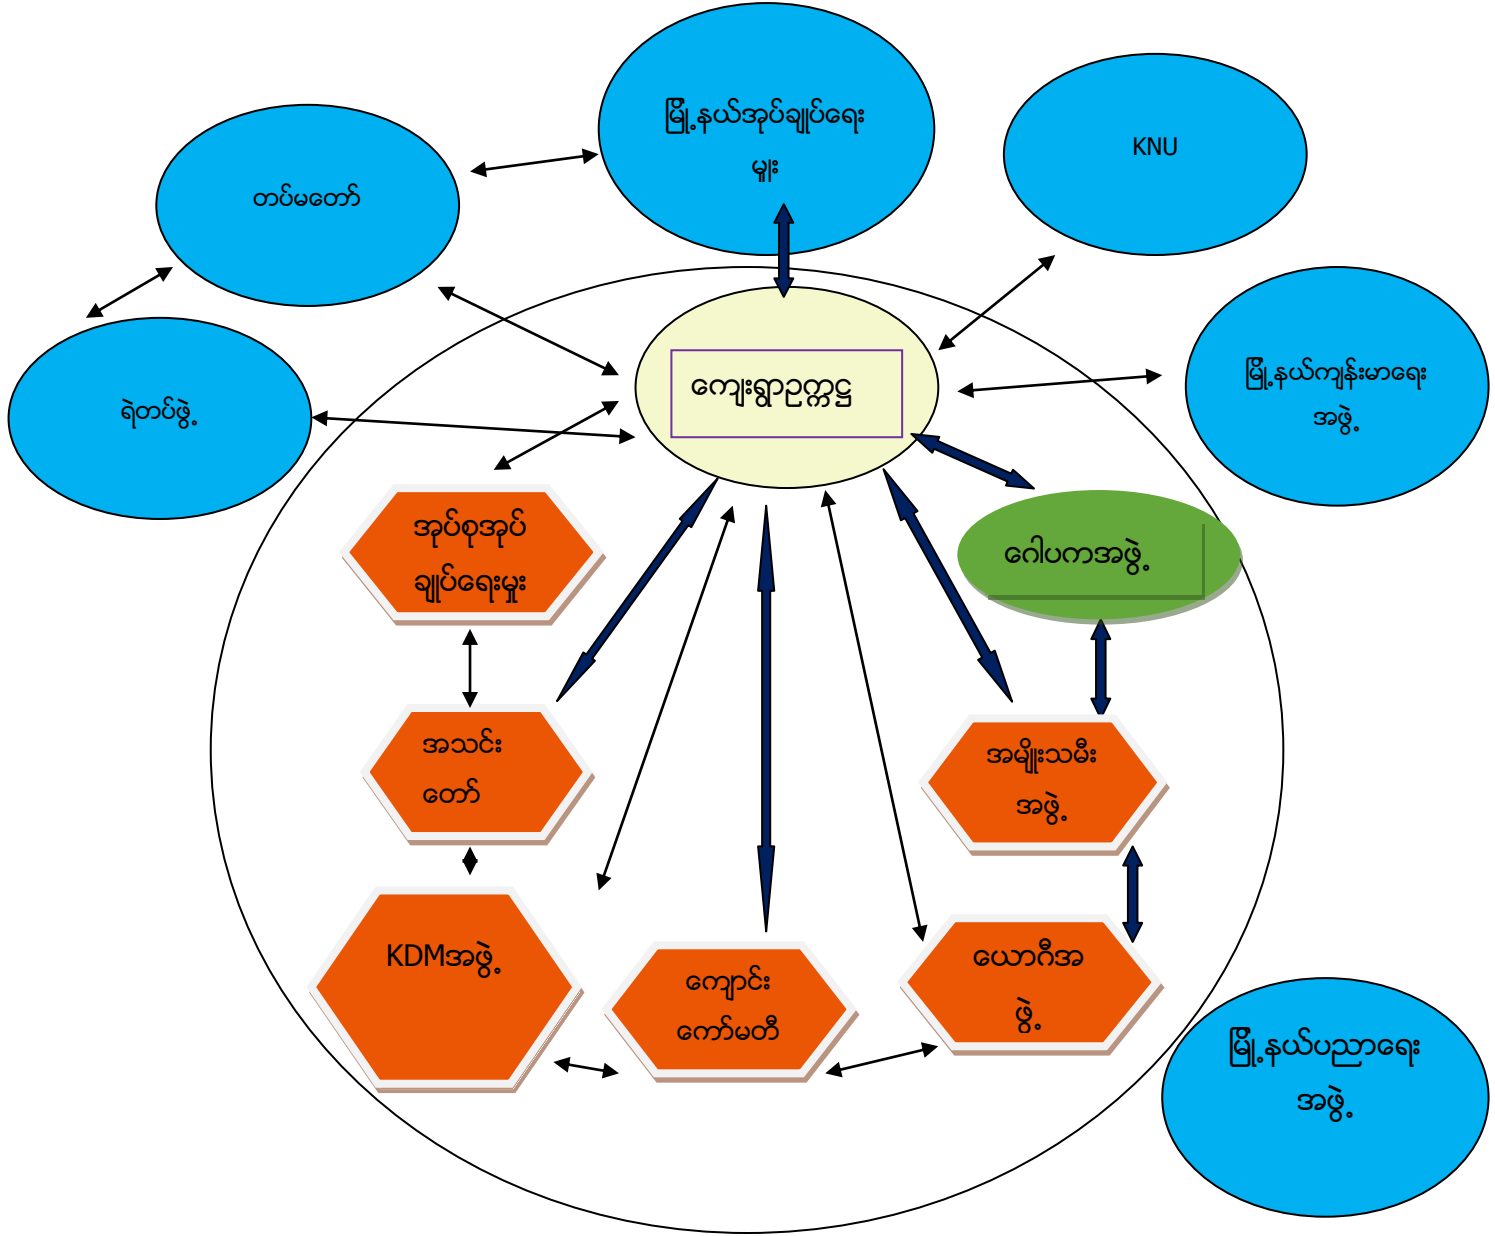 မြို့နယ်အုပ်ချုပ်ရေး
မှုူး
KNU
တပ်မတော်
မြို့နယ်ကျန်းမာရေး
အဖွဲ့
ရဲတပ်ဖွဲ့
ကျေးရွာဥက္ကဋ္ဌ
အုပ်စုအုပ်
ချုပ်ရေးမှုး
ဂေါပကအဖွဲ့
အသင်း
တော်
အမျိုးသမီး
အဖွဲ့
KDMအဖွဲ့
ကျောင်း
ကော်မတီ
ယောဂီအ
ဖွဲ့
မြို့နယ်ပညာရေး
အဖွဲ့